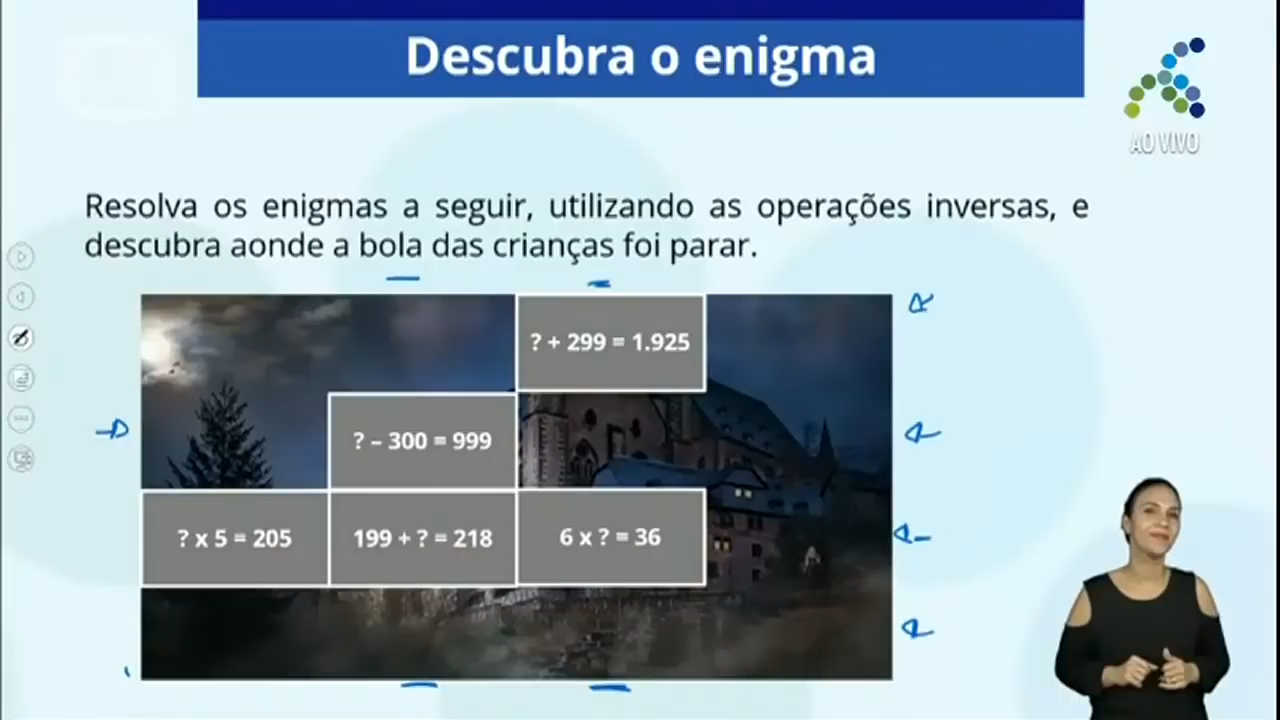 Descubra o enigma
AO VIVO
Resolva os enigmas a seguir, utilizando as operações inversas, e
descubra aonde a bola das crianças foi parar.
? + 299 = 1.925
? – 300 = 999
? x 5 = 205
199 + ? = 218
6 x ? = 36